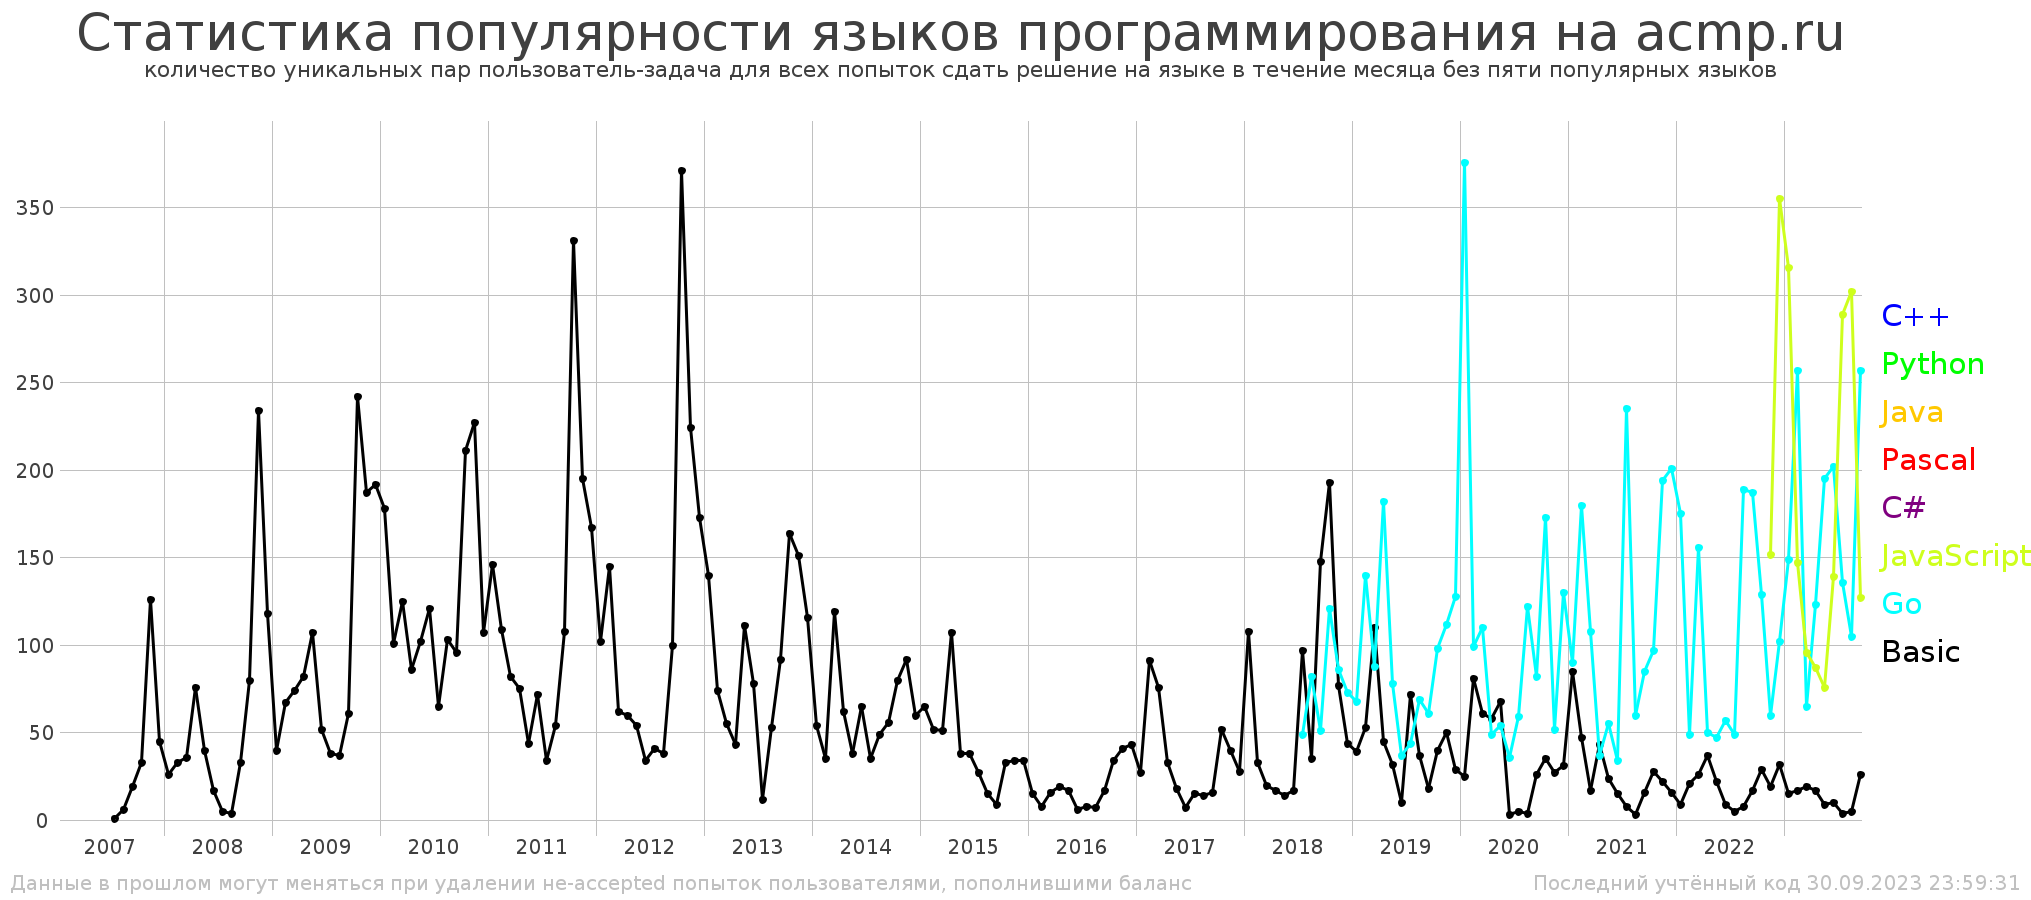 Статистика популярности языков программирования на acmp.ru
количество уникальных пар пользователь-задача для всех попыток сдать решение на языке в течение месяца без пяти популярных языков
350
300
250
200
150
100
50
0
C++
Python
Java
Pascal
C#
JavaScript
Go
Basic
2007 2008 2009 2010 2011 2012 2013 2014 2015 2016 2017 2018 2019 2020 2021 2022
Данные в прошлом могут меняться при удалении не-accepted попыток пользователями, пополнившими баланс
Последний учтённый код 30.09.2023 23:59:31